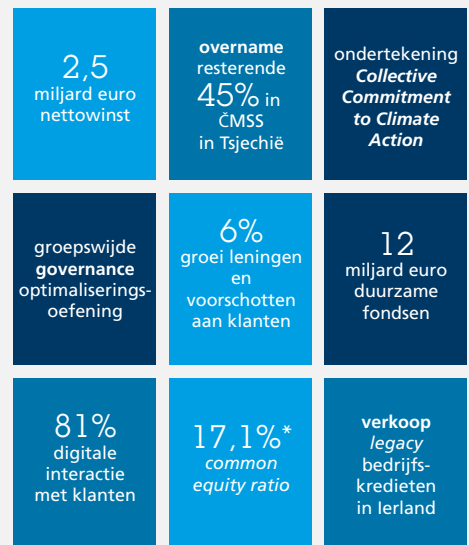 2,5
miljard euro
nettowinst
overname
resterende
45% in
ČMSS
in Tsjechië
ondertekening
Collective
Commitment
to Climate
Action
groepswijde
governance
optimaliserings-
oefening
6%
groei leningen
en
voorschotten
aan klanten
12
miljard euro
duurzame
fondsen
81%
digitale
interactie
met klanten
17,1%*
common
equity ratio
verkoop
legacy
bedrijfs-
kredieten
in Ierland